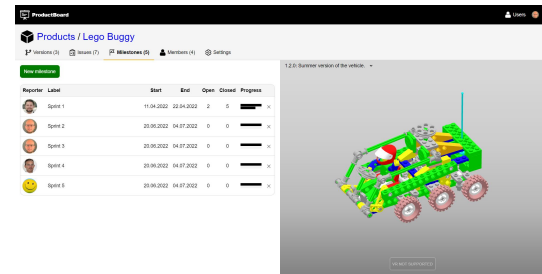 ProductBoard
Users
Products / Lego Buggy
Versions (3) Issues (7) Milestones (5) Members (4) Settings
New milestone
1.2.0: Summer version of the vehicle.
Reporter Label Start End Open Closed Progress
Sprint 1 11.04.2022 22.04.2022 2 5 ×
Sprint 2 20.06.2022 04.07.2022 0 0 ×
Sprint 3 20.06.2022 04.07.2022 0 0 ×
Sprint 4 20.06.2022 04.07.2022 0 0 ×
Sprint 5 20.06.2022 04.07.2022 0 0 ×
VR NOT SUPPORTED